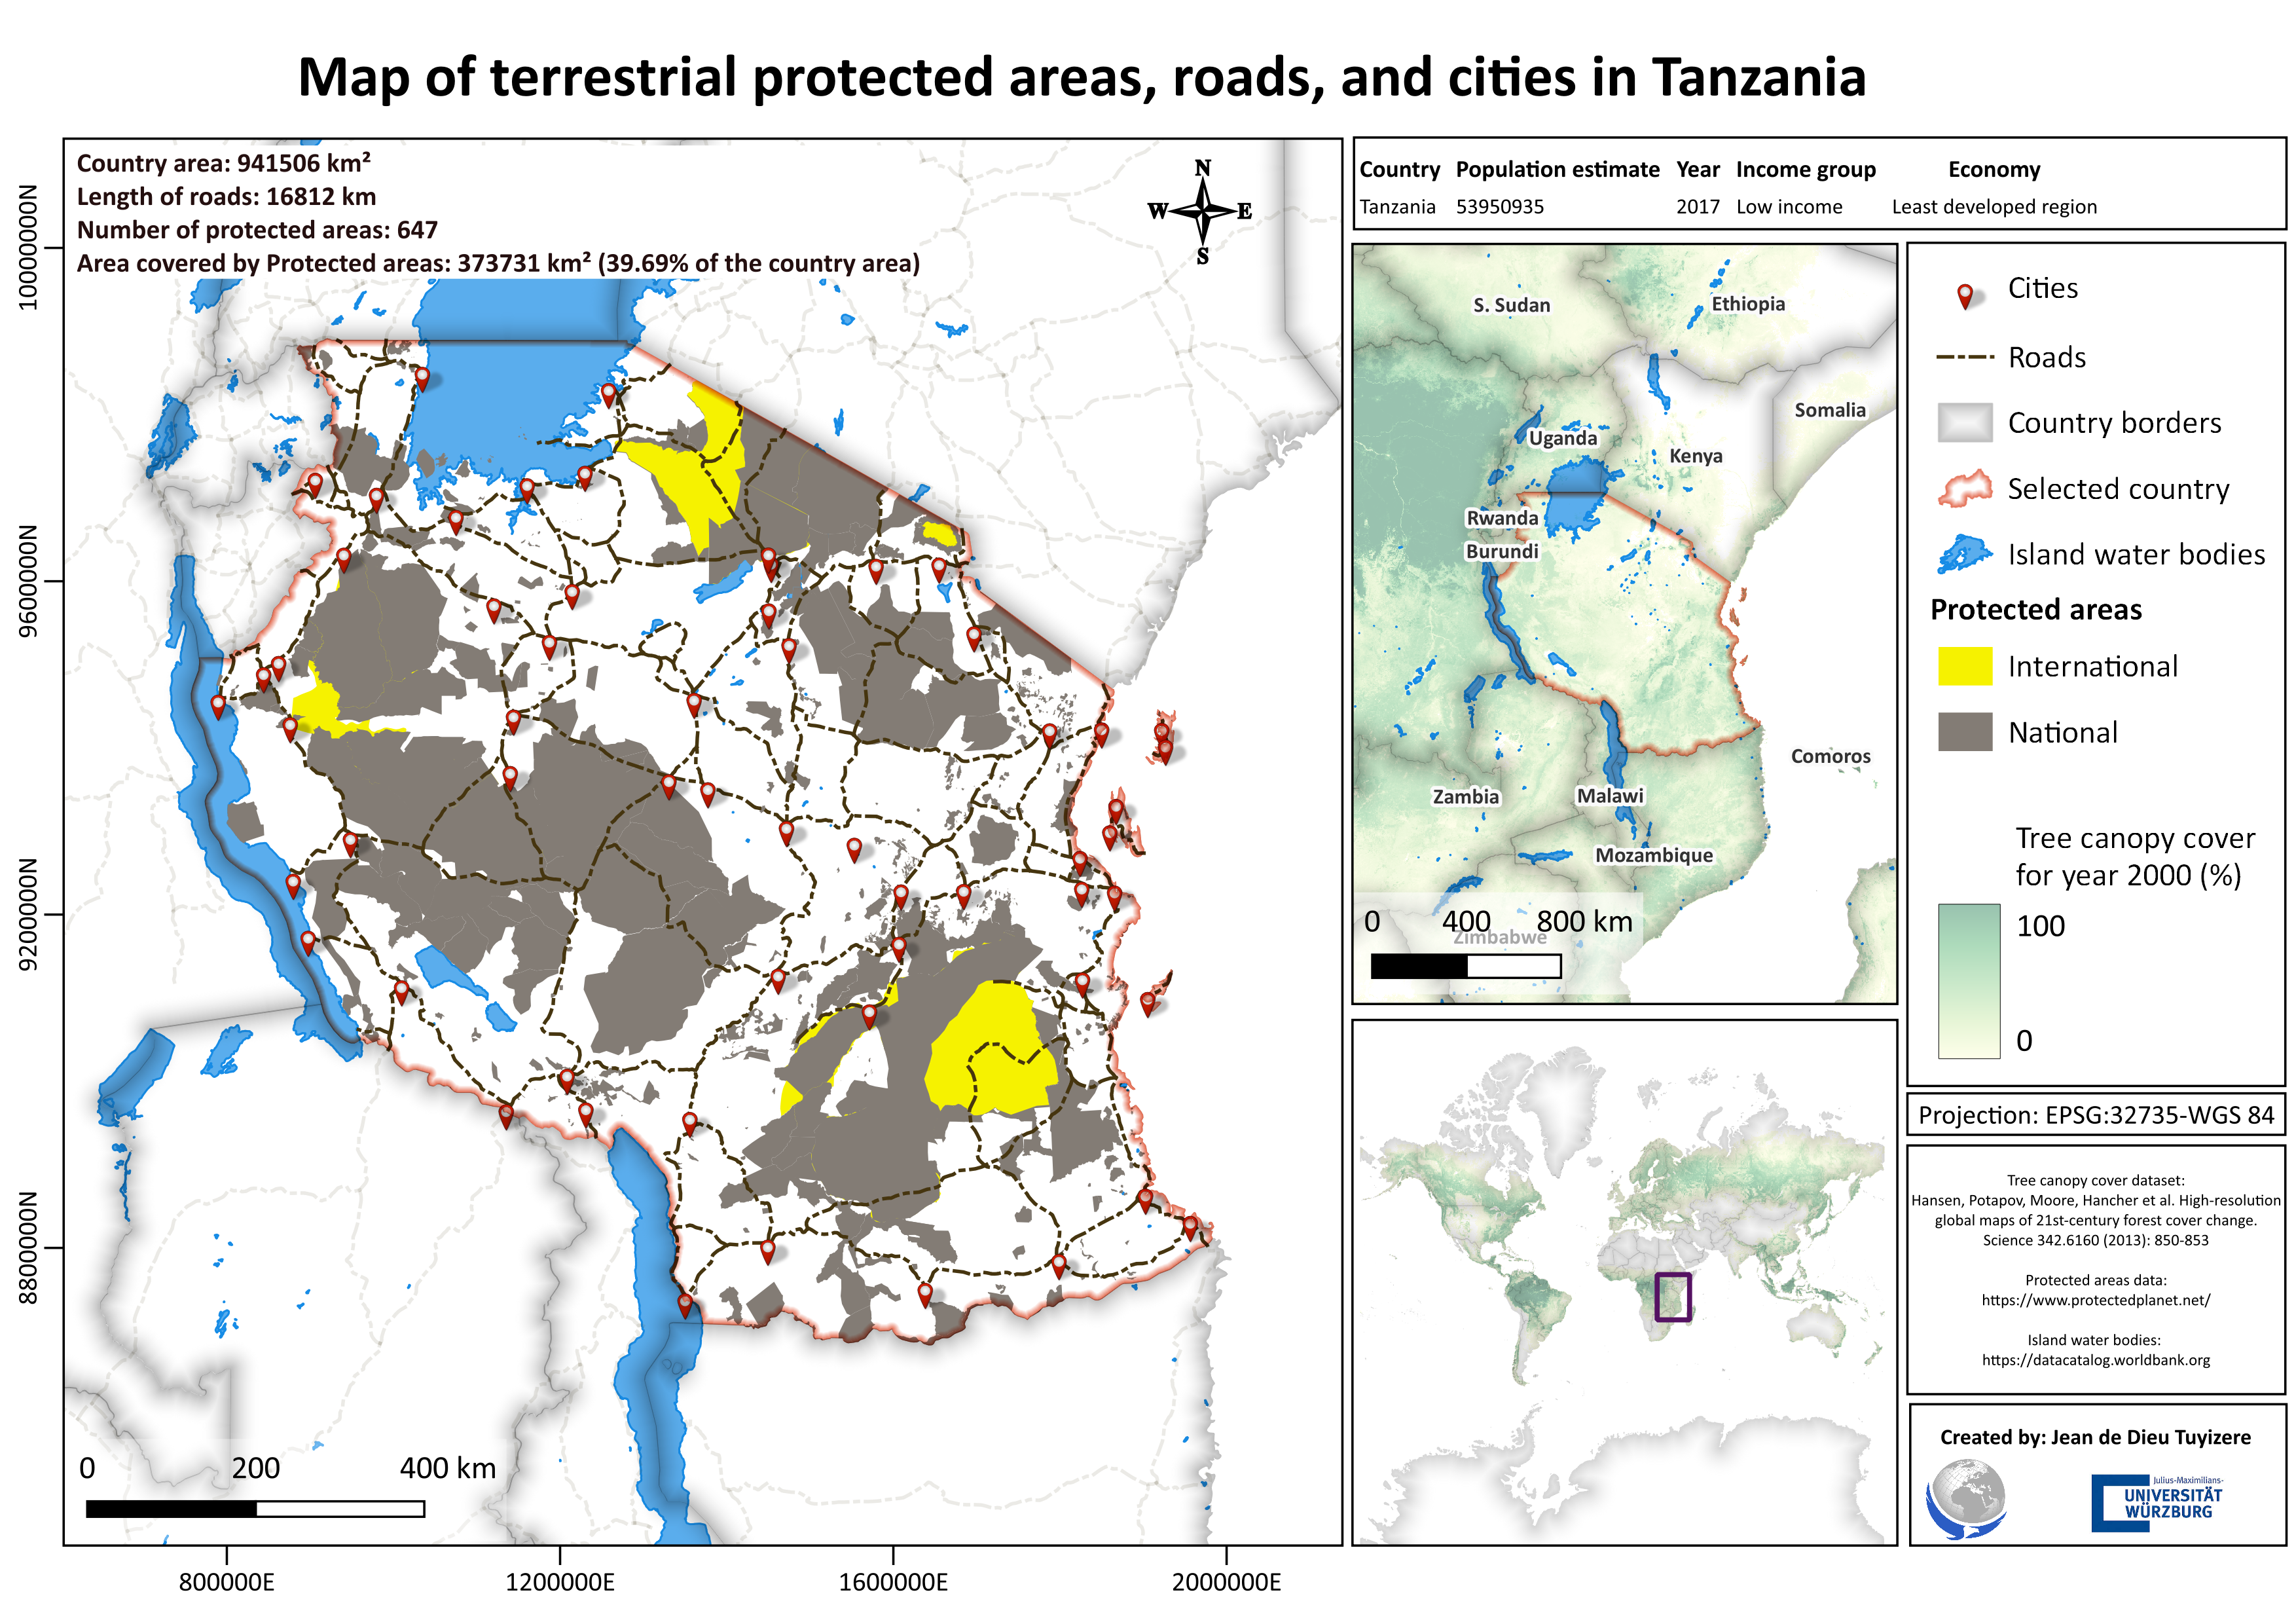 Map of terrestrial protected areas, roads, and cities in Tanzania
Country area: 941506 km²
Length of roads: 16812 km
Number of protected areas: 647
Area covered by Protected areas: 373731 km² (39.69% of the country area)
N
W E
S
10000000N
9600000N
9200000N
8800000N
0 200 400 km
800000E 1200000E 1600000E 2000000E
Country Population estimate Year Income group Economy
Tanzania 53950935 2017 Low income Least developed region
S. Sudan
Ethiopia
Somalia
Uganda
Kenya
Rwanda
Burundi
Comoros
Zambia
Malawi
Mozambique
0 400 800 km
Zimbabwe
Cities
Roads
Country borders
Selected country
Island water bodies
Protected areas
International
National
Tree canopy cover
for year 2000 (%)
100
0
Projection: EPSG:32735-WGS 84
Tree canopy cover dataset:
Hansen, Potapov, Moore, Hancher et al. High-resolution
global maps of 21st-century forest cover change.
Science 342.6160 (2013): 850-853
Protected areas data:
https://www.protectedplanet.net/
Island water bodies:
https://datacatalog.worldbank.org
Created by: Jean de Dieu Tuyizere
Julius-Maximilians-
UNIVERSITÄT
WÜRZBURG